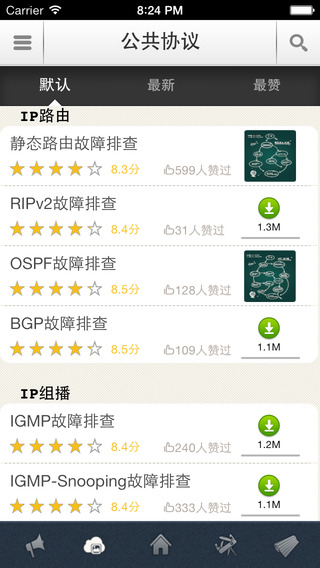 Carrier 8:24 PM
公共协议
默认 最新 最赞
IP路由
静态路由故障排查
8.3分 599人赞过
RIPv2故障排查
8.4分 31人赞过 1.3M
OSPF故障排查
8.5分 128人赞过
BGP故障排查
8.5分 109人赞过 1.1M
IP组播
IGMP故障排查
8.4分 240人赞过 1.2M
IGMP-Snooping故障排查
8.4分 333人赞过 1.1M